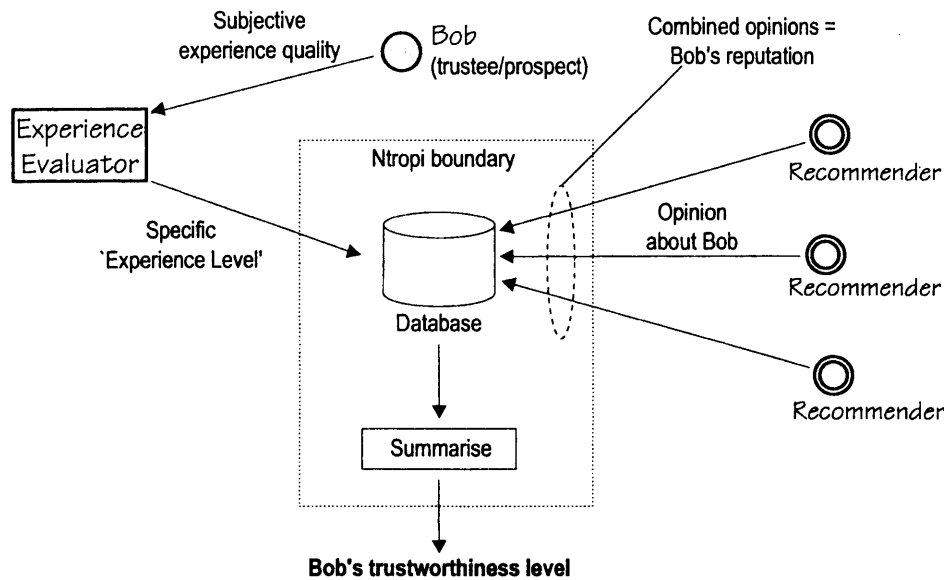 Subjective
experience quality
Bob
(trustee/prospect)
Combined opinions =
Bob's reputation
Experience
Evaluator
Ntropi boundary
Recommender
Specific
`Experience Level'
Opinion
about Bob
Recommender
Database
Recommender
Summarise
Bob's trustworthiness level